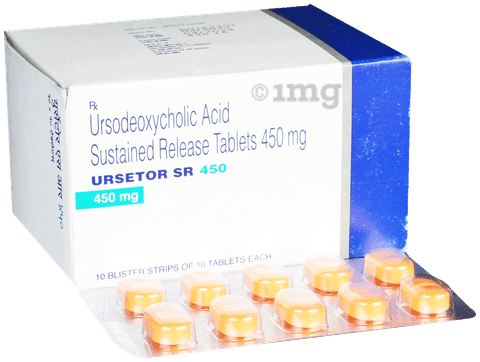 ©1mg
Rx
Ursodeoxycholic Acid
Sustained Release Tablets 450 mg
URSETOR SR 450
450 mg
10 BLISTER STRIPS OF 10 TABLETS EACH